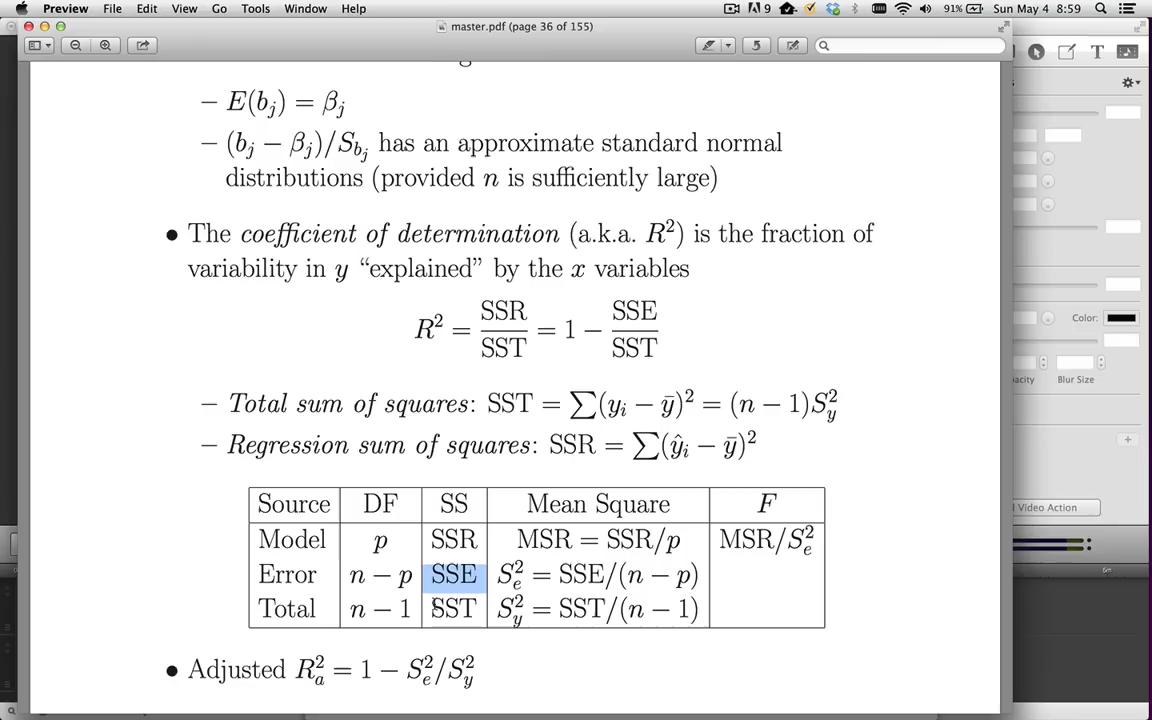 Preview File Edit View Go Tools Window Help 9 91% Sun May 4 8:59
master.pdf (page 36 of 155)
– E(b_j) = β_j
– (b_j − β_j)/S_{b_j} has an approximate standard normal
distributions (provided n is sufficiently large)
• The coefficient of determination (a.k.a. R²) is the fraction of
variability in y “explained” by the x variables
R² = SSR/SST = 1 − SSE/SST
– Total sum of squares: SST = ∑(y_i − ȳ)² = (n − 1)S_y²
– Regression sum of squares: SSR = ∑(ŷ_i − ȳ)²
Source DF SS Mean Square F
Model p SSR MSR = SSR/p MSR/S_e²
Error n − p SSE S_e² = SSE/(n − p)
Total n − 1 SST S_y² = SST/(n − 1)
• Adjusted R_a² = 1 − S_e²/S_y²
T
Color:
acity Blur Size
Video Action